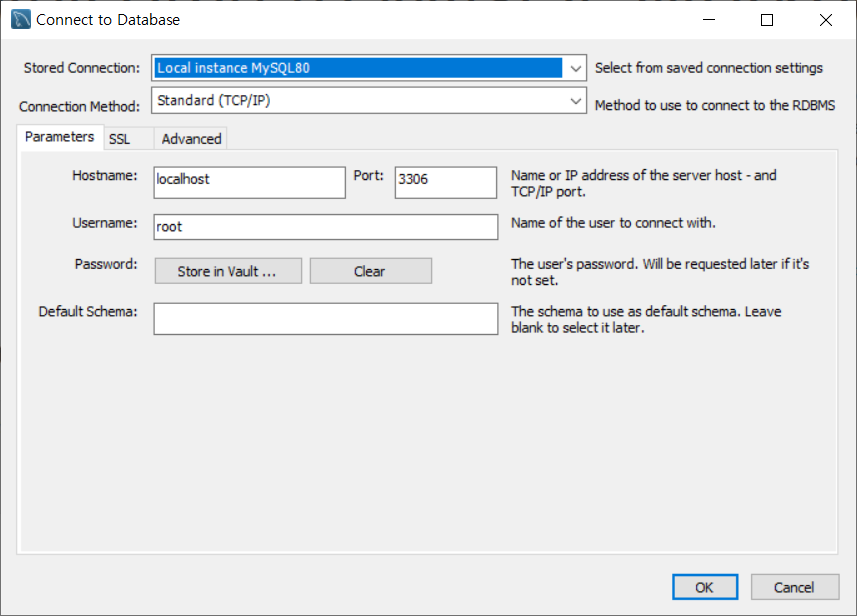 Connect to Database
Stored Connection: Local instance MySQL80 Select from saved connection settings
Connection Method: Standard (TCP/IP) Method to use to connect to the RDBMS
Parameters SSL Advanced
Hostname: localhost Port: 3306 Name or IP address of the server host - and
TCP/IP port.
Username: root Name of the user to connect with.
Password: Store in Vault ... Clear The user's password. Will be requested later if it's
not set.
Default Schema: The schema to use as default schema. Leave
blank to select it later.
OK Cancel